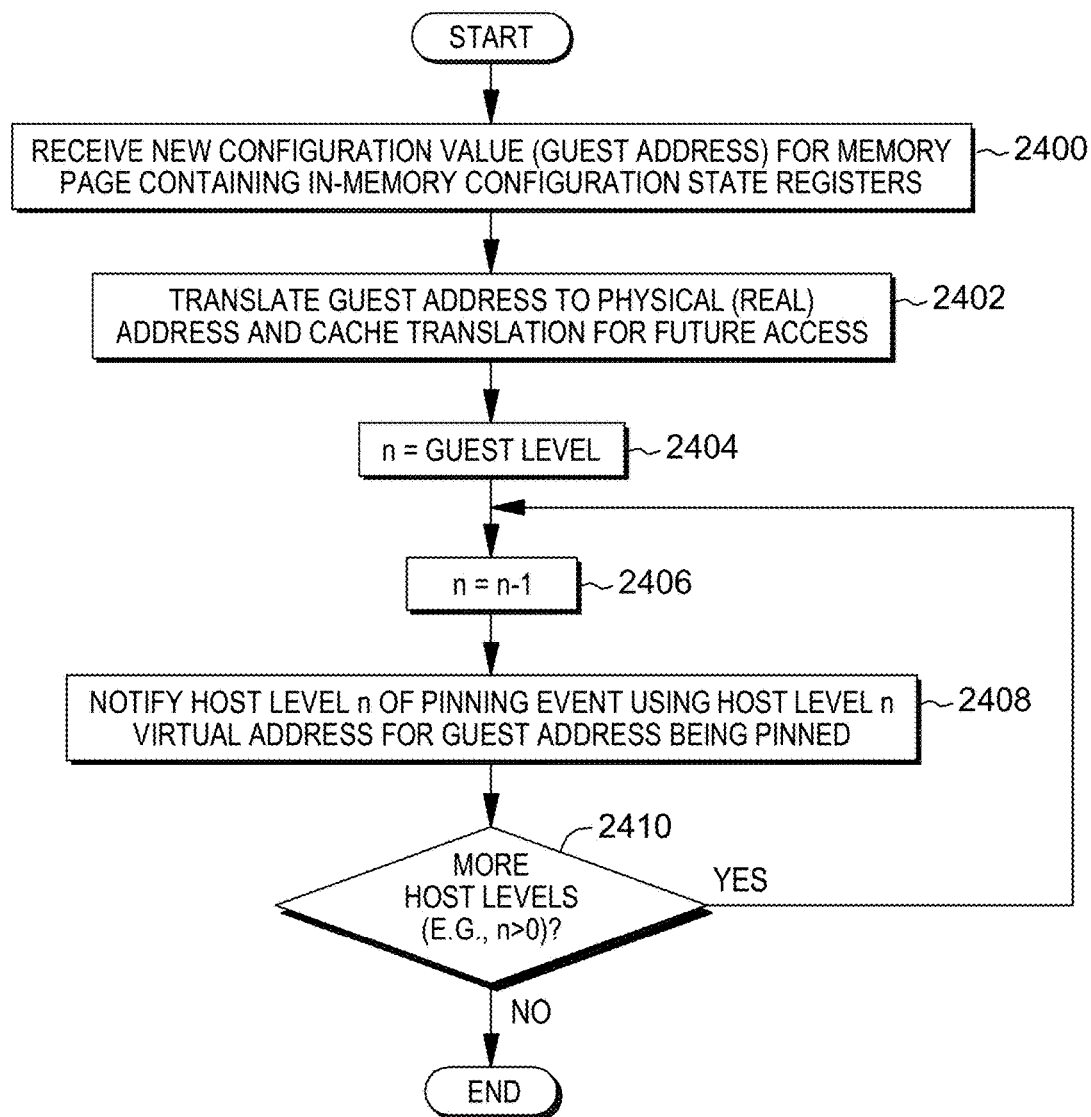 START
RECEIVE NEW CONFIGURATION VALUE (GUEST ADDRESS) FOR MEMORY
PAGE CONTAINING IN-MEMORY CONFIGURATION STATE REGISTERS
2400
TRANSLATE GUEST ADDRESS TO PHYSICAL (REAL)
ADDRESS AND CACHE TRANSLATION FOR FUTURE ACCESS
2402
n = GUEST LEVEL
2404
n = n-1
2406
NOTIFY HOST LEVEL n OF PINNING EVENT USING HOST LEVEL n
VIRTUAL ADDRESS FOR GUEST ADDRESS BEING PINNED
2408
2410
MORE
HOST LEVELS
(E.G., n>0)?
YES
NO
END